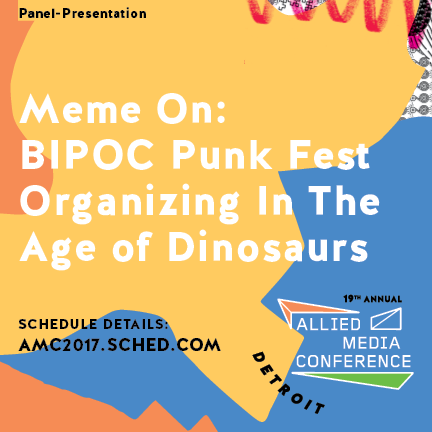 Panel-Presentation
Meme On:
BIPOC Punk Fest
Organizing In The
Age of Dinosaurs
SCHEDULE DETAILS:
AMC2017.SCHED.COM
19TH ANNUAL
ALLIED
MEDIA
CONFERENCE
DETROIT